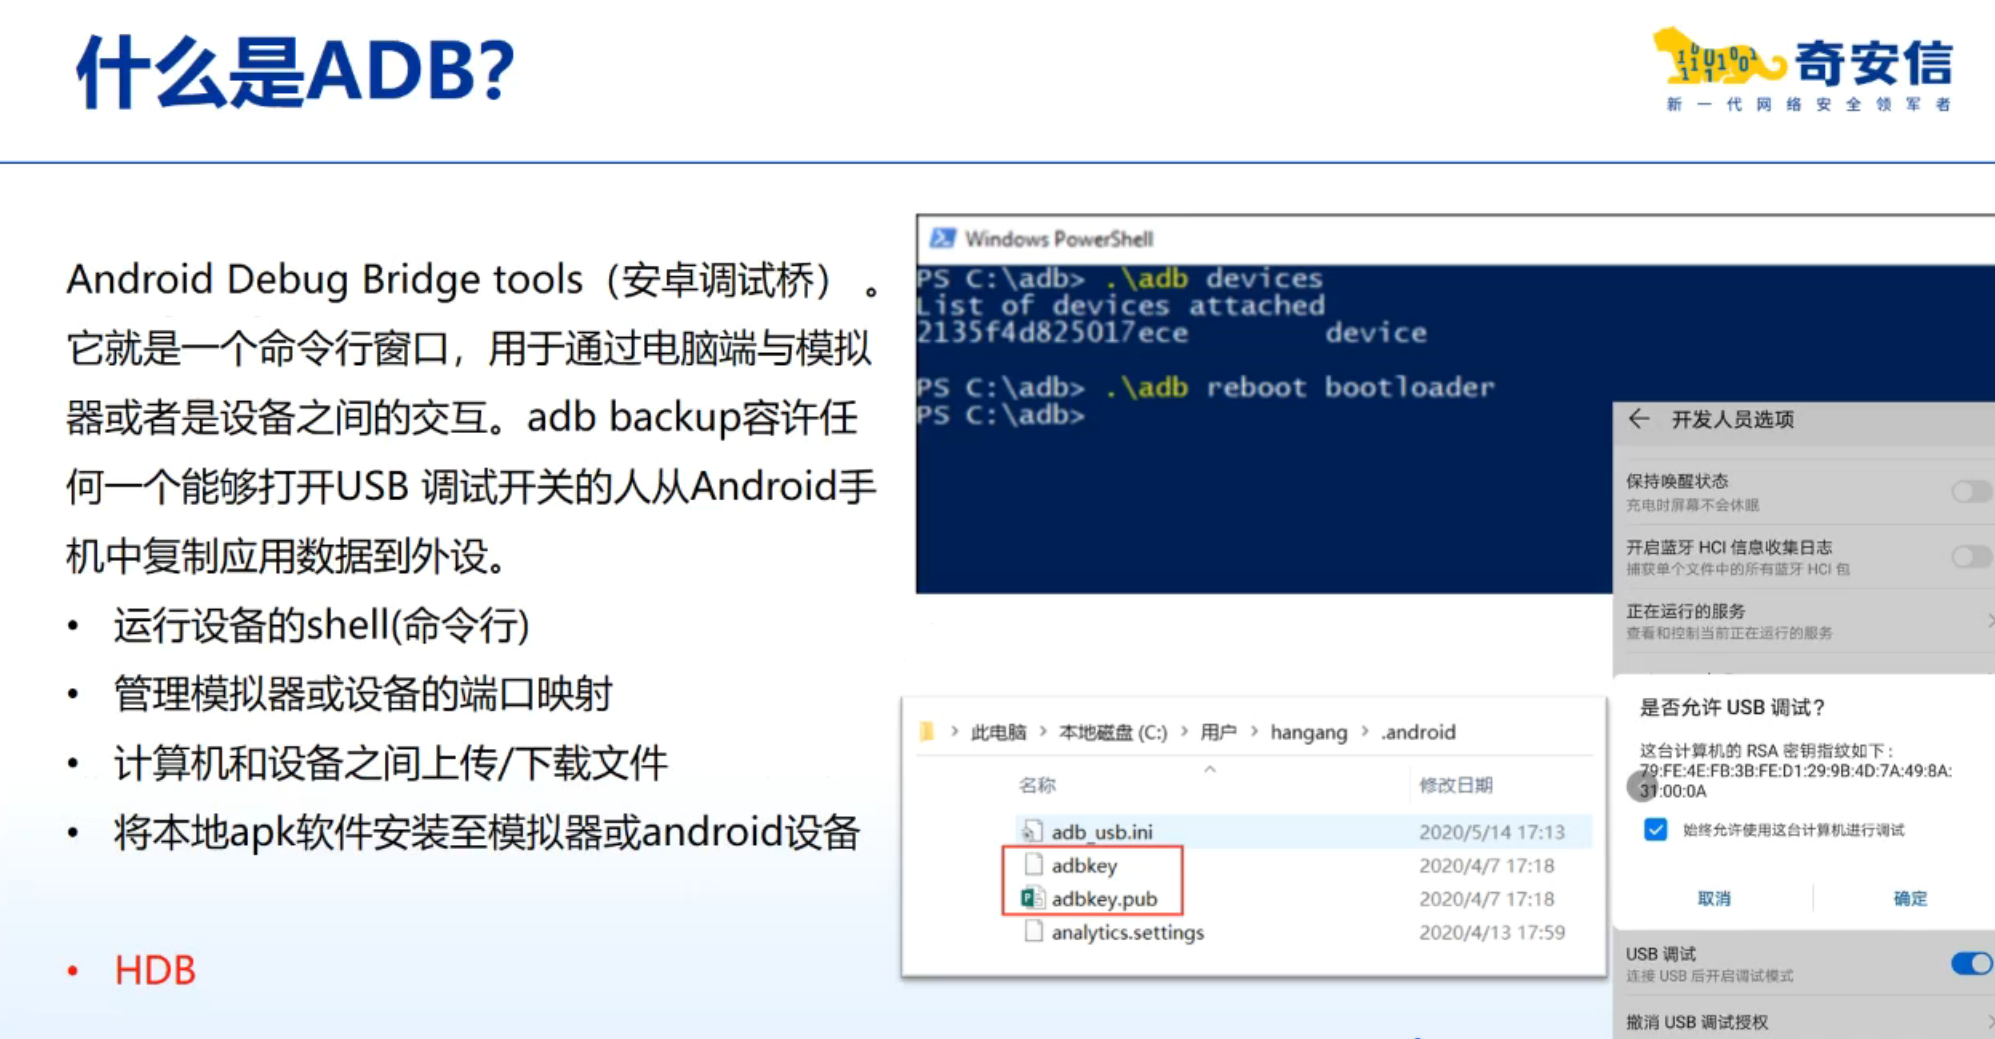 什么是ADB?
奇安信
新一代网络安全领军者
Android Debug Bridge tools（安卓调试桥）。
它就是一个命令行窗口，用于通过电脑端与模拟
器或者是设备之间的交互。adb backup容许任
何一个能够打开USB 调试开关的人从Android手
机中复制应用数据到外设。
• 运行设备的shell(命令行)
• 管理模拟器或设备的端口映射
• 计算机和设备之间上传/下载文件
• 将本地apk软件安装至模拟器或android设备
• HDB
Windows PowerShell
PS C:\adb> .\adb devices
List of devices attached
2135f4d825017ece device
PS C:\adb> .\adb reboot bootloader
PS C:\adb>
此电脑 > 本地磁盘 (C:) > 用户 > hangang > .android
名称 修改日期
adb_usb.ini 2020/5/14 17:13
adbkey 2020/4/7 17:18
adbkey.pub 2020/4/7 17:18
analytics.settings 2020/4/13 17:59
开发人员选项
保持唤醒状态
充电时屏幕不会休眠
开启蓝牙 HCI 信息收集日志
捕获单个文件中的所有蓝牙 HCI 包
正在运行的服务
查看和控制当前正在运行的服务
是否允许 USB 调试？
这台计算机的 RSA 密钥指纹如下：
79:FE:4E:FB:3B:FE:D1:29:9B:4D:7A:49:8A:
31:00:0A
始终允许使用这台计算机进行调试
取消 确定
USB 调试
连接 USB 后开启调试模式
撤消 USB 调试授权